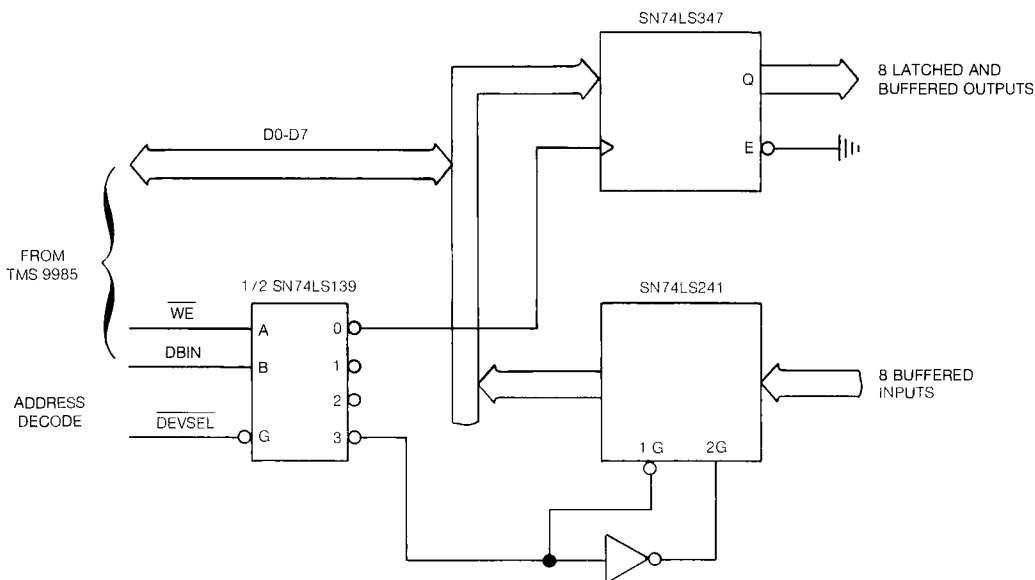 SN74LS347
Q
8 LATCHED AND
BUFFERED OUTPUTS
E
D0-D7
FROM
TMS 9985
1/2 SN74LS139
SN74LS241
WE
A
0
DBIN
B
1
2
ADDRESS
DECODE
DEVSEL
G
3
8 BUFFERED
INPUTS
1 G
2G